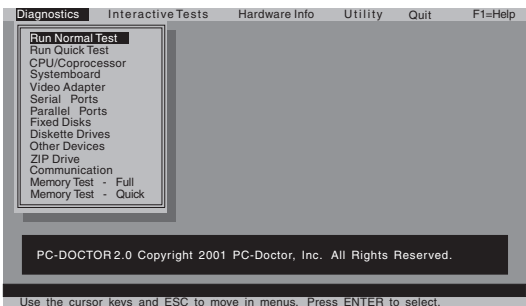 Diagnostics Interactive Tests Hardware Info Utility Quit F1=Help
Run Normal Test
Run Quick Test
CPU/Coprocessor
Systemboard
Video Adapter
Serial Ports
Parallel Ports
Fixed Disks
Diskette Drives
Other Devices
ZIP Drive
Communication
Memory Test - Full
Memory Test - Quick
PC-DOCTOR 2.0 Copyright 2001 PC-Doctor, Inc. All Rights Reserved.
Use the cursor keys and ESC to move in menus. Press ENTER to select.